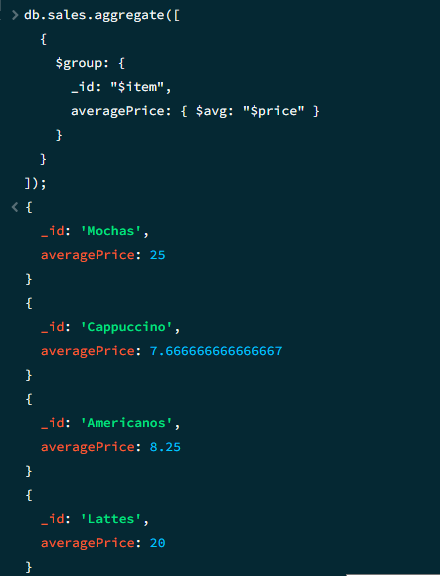 > db.sales.aggregate([
{
$group: {
_id: "$item",
averagePrice: { $avg: "$price" }
}
}
]);
< {
_id: 'Mochas',
averagePrice: 25
}
{
_id: 'Cappuccino',
averagePrice: 7.666666666666667
}
{
_id: 'Americanos',
averagePrice: 8.25
}
{
_id: 'Lattes',
averagePrice: 20
}